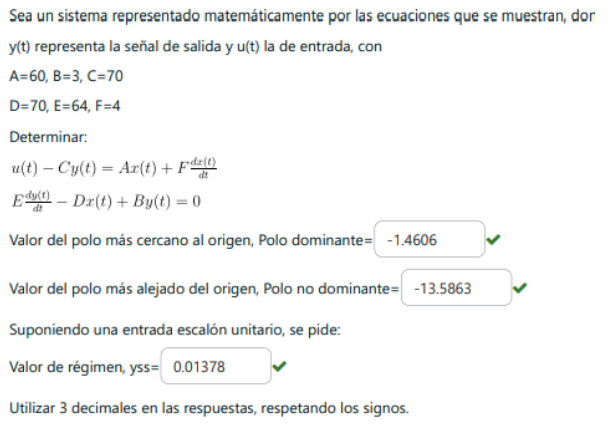 Sea un sistema representado matemáticamente por las ecuaciones que se muestran,
y(t) representa la señal de salida y u(t) la de entrada, con
A=60, B=3, C=70
D=70, E=64, F=4
Determinar:
u(t) − Cy(t) = Ax(t) + F dx(t)/dt
E dy(t)/dt − Dx(t) + By(t) = 0
Valor del polo más cercano al origen, Polo dominante= -1.4606
Valor del polo más alejado del origen, Polo no dominante= -13.5863
Suponiendo una entrada escalón unitario, se pide:
Valor de régimen, yss= 0.01378
Utilizar 3 decimales en las respuestas, respetando los signos.